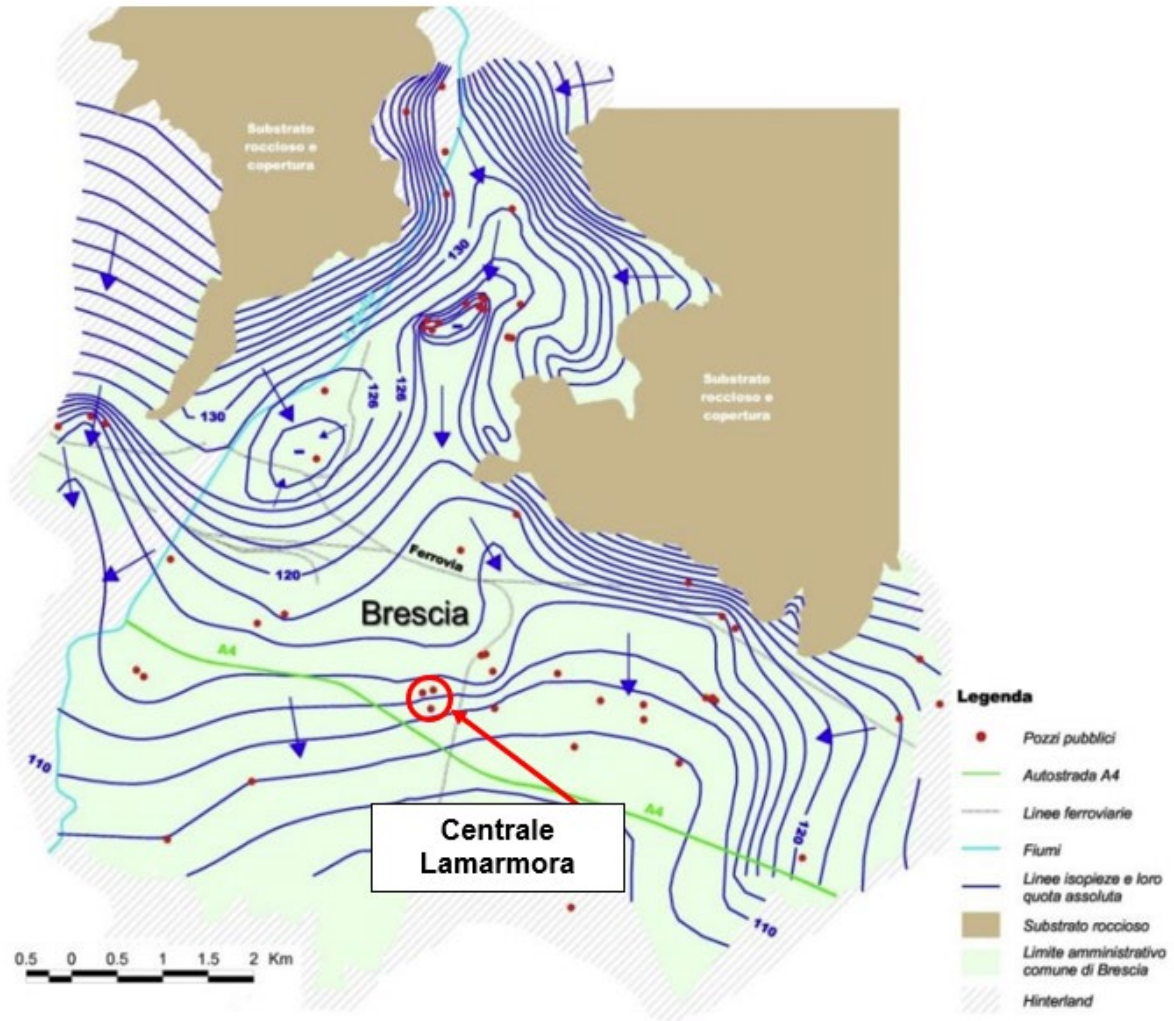 Substrato
roccioso e
copertura
130
130
126
126
Substrato
roccioso e
copertura
120
Ferrovia
Brescia
A4
110
Centrale
Lamarmora
A4
120
110
0.5 0 0.5 1 1.5 2 Km
Legenda
Pozzi pubblici
Autostrada A4
Linee ferroviarie
Fiumi
Linee isopieze e loro
quota assoluta
Substrato roccioso
Limite amministrativo
comune di Brescia
Hinterland